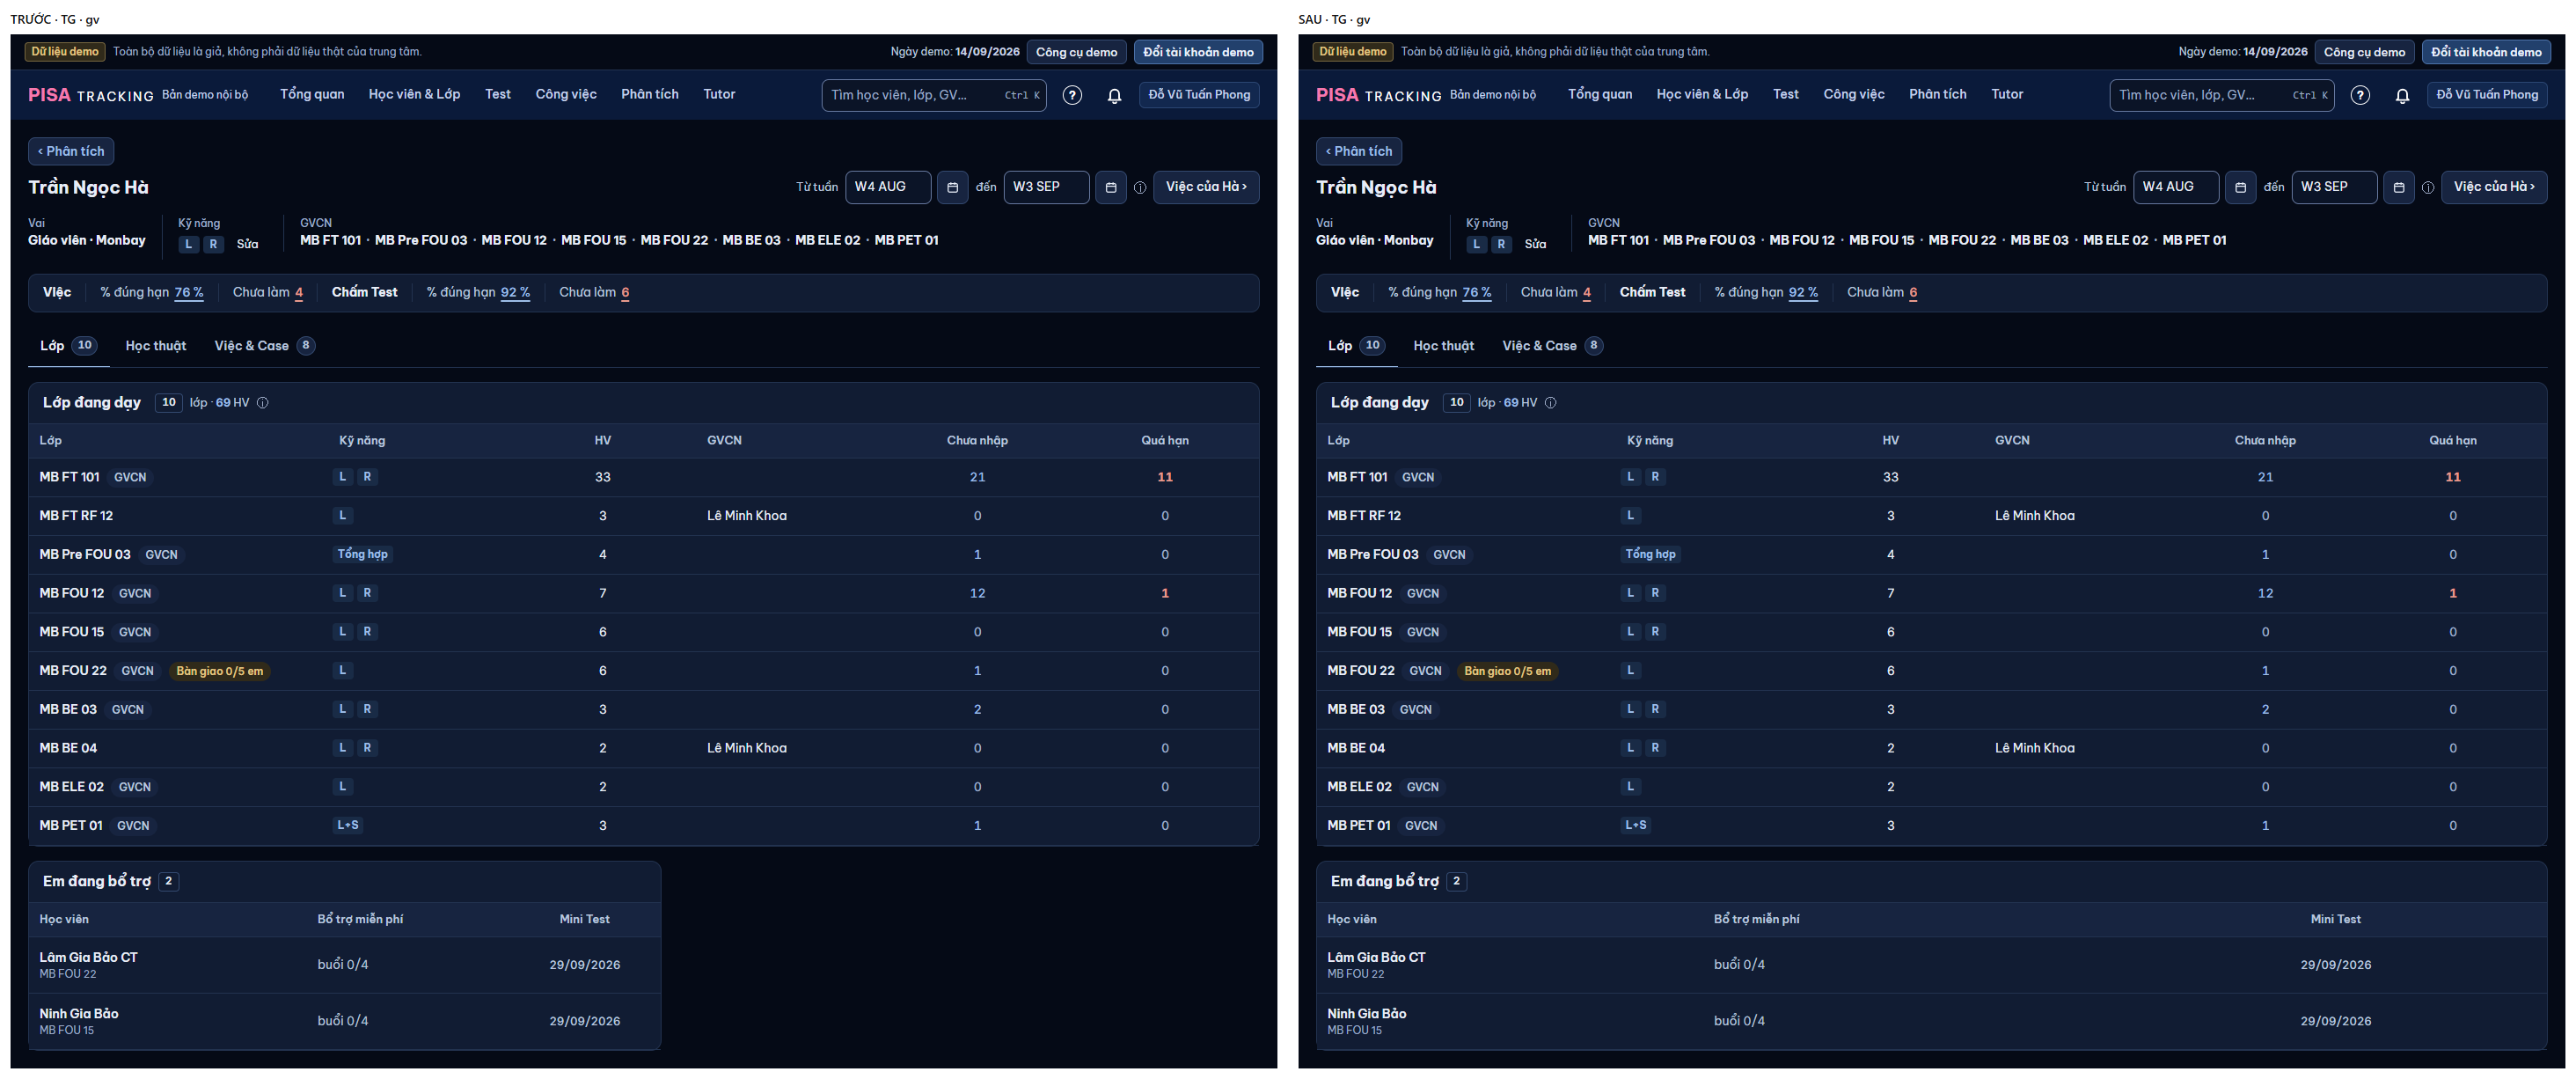 TRƯỚC · TG · gv
Dữ liệu demo Toàn bộ dữ liệu là giả, không phải dữ liệu thật của trung tâm. Ngày demo: 14/09/2026 Công cụ demo Đổi tài khoản demo
PISA TRACKING Bản demo nội bộ Tổng quan Học viên & Lớp Test Công việc Phân tích Tutor Tìm học viên, lớp, GV... Ctrl K ? Đỗ Vũ Tuấn Phong
‹ Phân tích
Trần Ngọc Hà Từ tuần W4 AUG đến W3 SEP Việc của Hà ›
Vai Kỹ năng GVCN
Giáo viên · Monbay L R Sửa MB FT 101 · MB Pre FOU 03 · MB FOU 12 · MB FOU 15 · MB FOU 22 · MB BE 03 · MB ELE 02 · MB PET 01
Việc % đúng hạn 76 % Chưa làm 4 Chấm Test % đúng hạn 92 % Chưa làm 6
Lớp 10 Học thuật Việc & Case 8
Lớp đang dạy 10 lớp · 69 HV
Lớp Kỹ năng HV GVCN Chưa nhập Quá hạn
MB FT 101 GVCN L R 33 21 11
MB FT RF 12 L 3 Lê Minh Khoa 0 0
MB Pre FOU 03 GVCN Tổng hợp 4 1 0
MB FOU 12 GVCN L R 7 12 1
MB FOU 15 GVCN L R 6 0 0
MB FOU 22 GVCN Bàn giao 0/5 em L 6 1 0
MB BE 03 GVCN L R 3 2 0
MB BE 04 L R 2 Lê Minh Khoa 0 0
MB ELE 02 GVCN L 2 0 0
MB PET 01 GVCN L+S 3 1 0
Em đang bổ trợ 2
Học viên Bổ trợ miễn phí Mini Test
Lâm Gia Bảo CT
MB FOU 22 buổi 0/4 29/09/2026
Ninh Gia Bảo
MB FOU 15 buổi 0/4 29/09/2026
SAU · TG · gv
Dữ liệu demo Toàn bộ dữ liệu là giả, không phải dữ liệu thật của trung tâm. Ngày demo: 14/09/2026 Công cụ demo Đổi tài khoản demo
PISA TRACKING Bản demo nội bộ Tổng quan Học viên & Lớp Test Công việc Phân tích Tutor Tìm học viên, lớp, GV... Ctrl K ? Đỗ Vũ Tuấn Phong
‹ Phân tích
Trần Ngọc Hà Từ tuần W4 AUG đến W3 SEP Việc của Hà ›
Vai Kỹ năng GVCN
Giáo viên · Monbay L R Sửa MB FT 101 · MB Pre FOU 03 · MB FOU 12 · MB FOU 15 · MB FOU 22 · MB BE 03 · MB ELE 02 · MB PET 01
Việc % đúng hạn 76 % Chưa làm 4 Chấm Test % đúng hạn 92 % Chưa làm 6
Lớp 10 Học thuật Việc & Case 8
Lớp đang dạy 10 lớp · 69 HV
Lớp Kỹ năng HV GVCN Chưa nhập Quá hạn
MB FT 101 GVCN L R 33 21 11
MB FT RF 12 L 3 Lê Minh Khoa 0 0
MB Pre FOU 03 GVCN Tổng hợp 4 1 0
MB FOU 12 GVCN L R 7 12 1
MB FOU 15 GVCN L R 6 0 0
MB FOU 22 GVCN Bàn giao 0/5 em L 6 1 0
MB BE 03 GVCN L R 3 2 0
MB BE 04 L R 2 Lê Minh Khoa 0 0
MB ELE 02 GVCN L 2 0 0
MB PET 01 GVCN L+S 3 1 0
Em đang bổ trợ 2
Học viên Bổ trợ miễn phí Mini Test
Lâm Gia Bảo CT
MB FOU 22 buổi 0/4 29/09/2026
Ninh Gia Bảo
MB FOU 15 buổi 0/4 29/09/2026